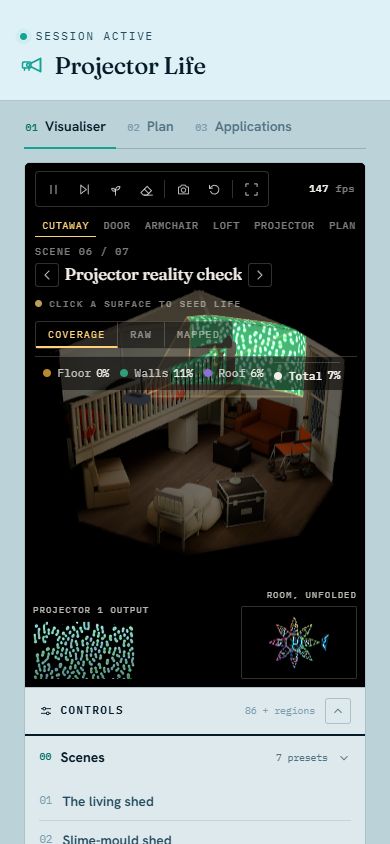 SESSION ACTIVE
Projector Life
01 Visualiser 02 Plan 03 Applications
147 fps
CUTAWAY DOOR ARMCHAIR LOFT PROJECTOR PLAN
SCENE 06 / 07
Projector reality check
CLICK A SURFACE TO SEED LIFE
COVERAGE RAW MAPPED
Floor 0% Walls 11% Roof 6% Total 7%
ROOM, UNFOLDED
PROJECTOR 1 OUTPUT
CONTROLS 86 + regions
00 Scenes 7 presets
01 The living shed
02 Slime-mould shed